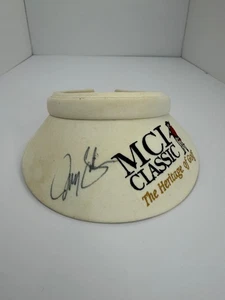 MCI
CLASSIC
The Heritage of Golf